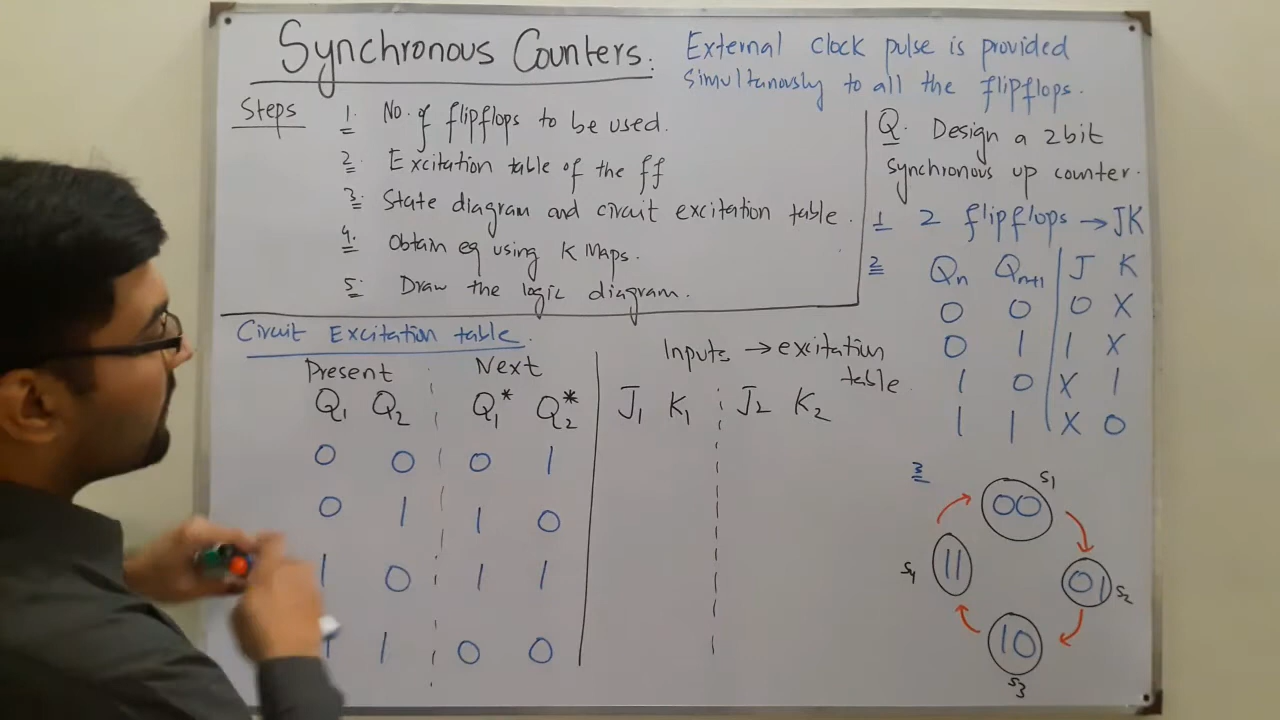 Synchronous Counters.
External clock pulse is provided
simultanously to all the flipflops.
Steps
1. No. of flipflops to be used.
2. Excitation table of the ff
3. State diagram and circuit excitation table.
4. Obtain eq using K Maps.
5. Draw the logic diagram.
Q. Design a 2bit
synchronous up counter.
1 2 flipflops → JK
2 Qn Qn+1 J K
0 0 0 X
0 1 1 X
1 0 X 1
1 1 X 0
Circuit Excitation table.
Present Next Inputs → excitation
table
Q1 Q2 Q1* Q2* J1 K1 J2 K2
0 0 0 1
0 1 1 0
1 0 1 1
1 1 0 0
3
00 S1
01 S2
10 S3
11 S4